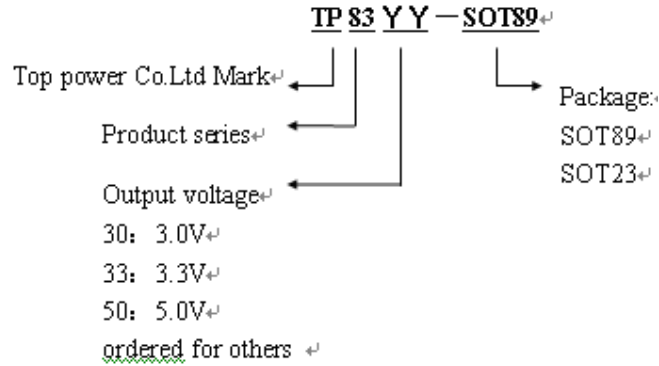 TP 83 Y Y－SOT89
Top power Co.Ltd Mark
Package:
Product series
SOT89
SOT23
Output voltage
30： 3.0V
33： 3.3V
50： 5.0V
ordered for others